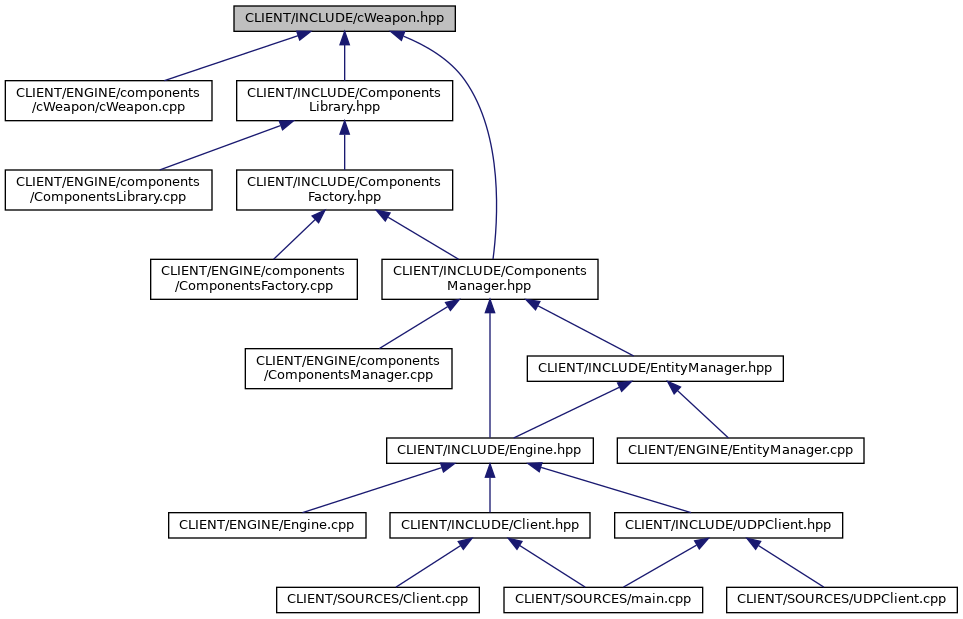 CLIENT/INCLUDE/cWeapon.hpp
CLIENT/ENGINE/components
/cWeapon/cWeapon.cpp
CLIENT/INCLUDE/Components
Library.hpp
CLIENT/ENGINE/components
/ComponentsLibrary.cpp
CLIENT/INCLUDE/Components
Factory.hpp
CLIENT/ENGINE/components
/ComponentsFactory.cpp
CLIENT/INCLUDE/Components
Manager.hpp
CLIENT/ENGINE/components
/ComponentsManager.cpp
CLIENT/INCLUDE/EntityManager.hpp
CLIENT/INCLUDE/Engine.hpp
CLIENT/ENGINE/EntityManager.cpp
CLIENT/ENGINE/Engine.cpp
CLIENT/INCLUDE/Client.hpp
CLIENT/INCLUDE/UDPClient.hpp
CLIENT/SOURCES/Client.cpp
CLIENT/SOURCES/main.cpp
CLIENT/SOURCES/UDPClient.cpp